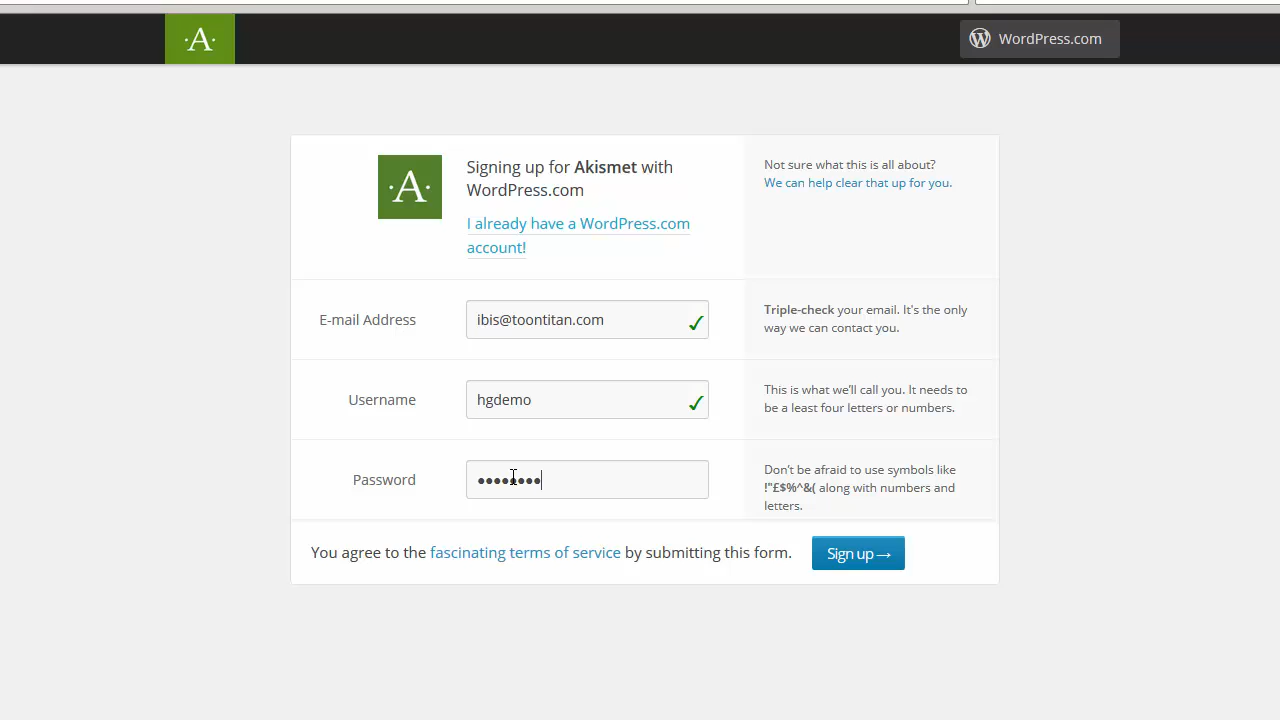 ·A·
WordPress.com
·A·
Signing up for Akismet with
WordPress.com
I already have a WordPress.com
account!
Not sure what this is all about?
We can help clear that up for you.
E-mail Address
ibis@toontitan.com
Triple-check your email. It's the only
way we can contact you.
Username
hgdemo
This is what we'll call you. It needs to
be a least four letters or numbers.
Password
••••••••
Don't be afraid to use symbols like
!"£$%^&( along with numbers and
letters.
You agree to the fascinating terms of service by submitting this form.
Sign up →